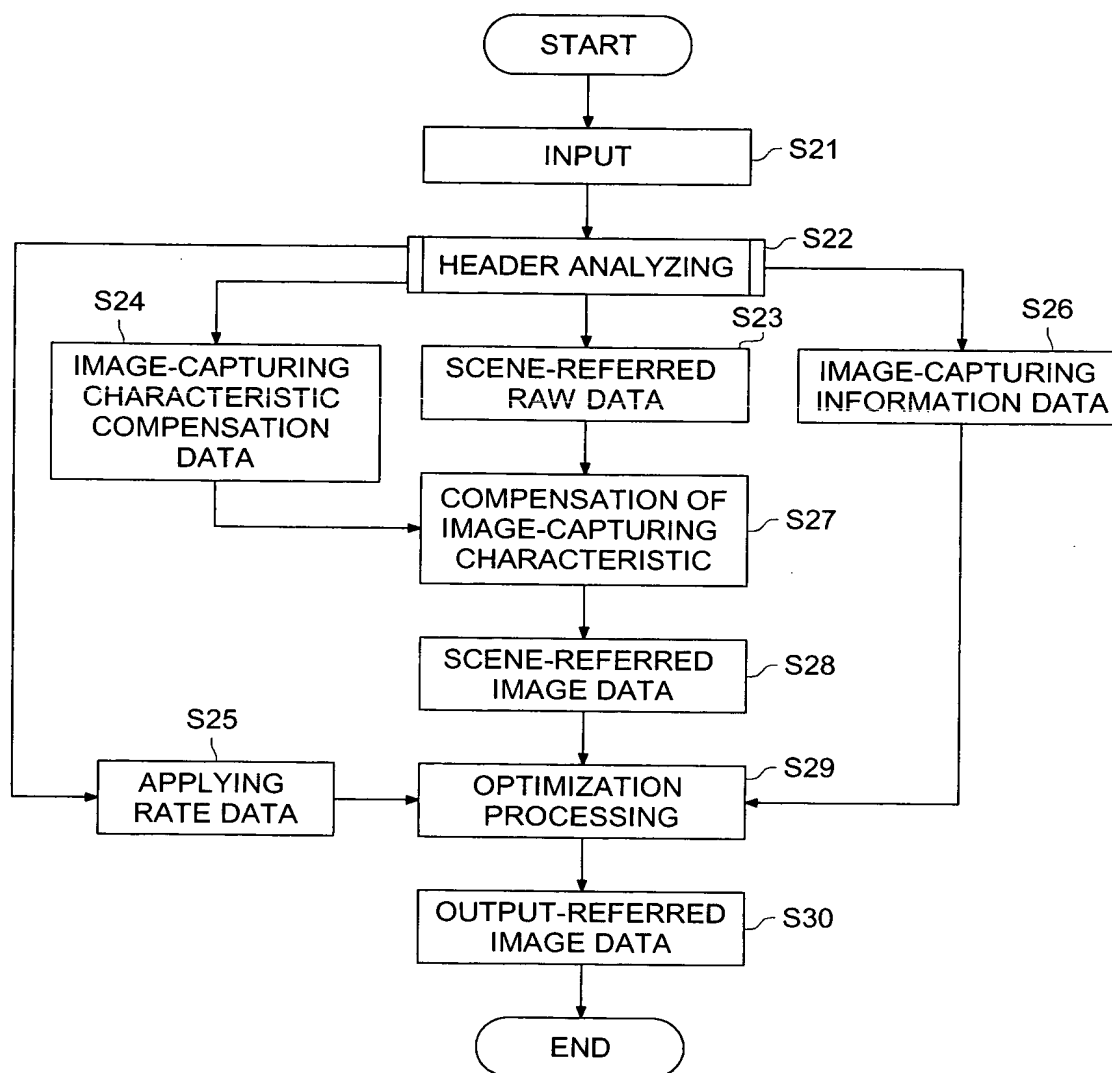 START
INPUT
S21
HEADER ANALYZING
S22
S24
IMAGE-CAPTURING
CHARACTERISTIC
COMPENSATION
DATA
S23
SCENE-REFERRED
RAW DATA
S26
IMAGE-CAPTURING
INFORMATION DATA
COMPENSATION OF
IMAGE-CAPTURING
CHARACTERISTIC
S27
SCENE-REFERRED
IMAGE DATA
S28
S25
APPLYING
RATE DATA
OPTIMIZATION
PROCESSING
S29
OUTPUT-REFERRED
IMAGE DATA
S30
END